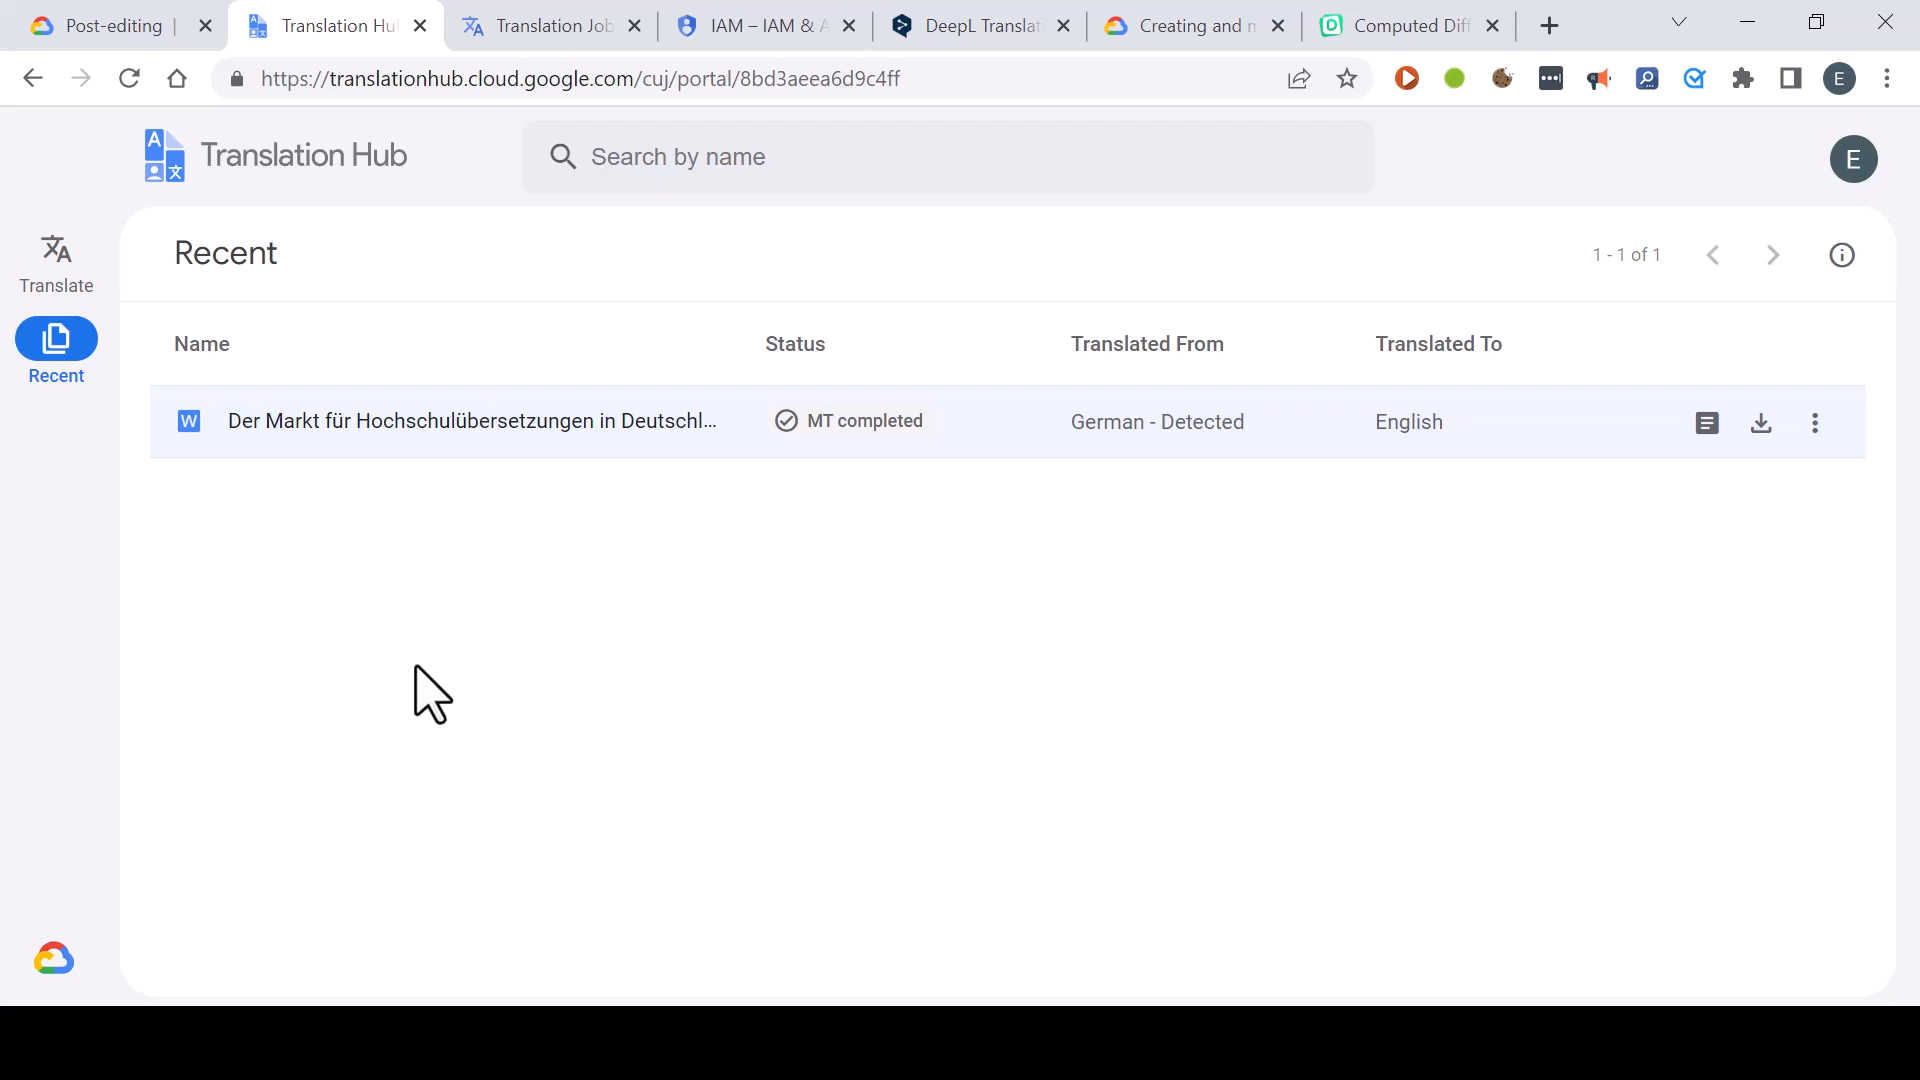 Post-editing |
Translation Hu
Translation Job
IAM – IAM & A
DeepL Translat
Creating and m
Computed Diff
https://translationhub.cloud.google.com/cuj/portal/8bd3aeea6d9c4ff
E
Translation Hub
Search by name
E
Translate
Recent
Recent
1 - 1 of 1
Name
Status
Translated From
Translated To
W
Der Markt für Hochschulübersetzungen in Deutschl...
MT completed
German - Detected
English